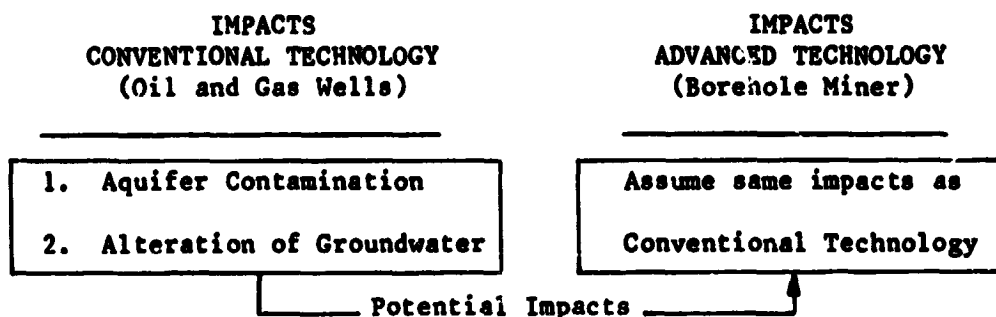 IMPACTS
CONVENTIONAL TECHNOLOGY
(Oil and Gas Wells)
IMPACTS
ADVANCED TECHNOLOGY
(Borehole Miner)
1. Aquifer Contamination
2. Alteration of Groundwater
Assume same impacts as
Conventional Technology
Potential Impacts